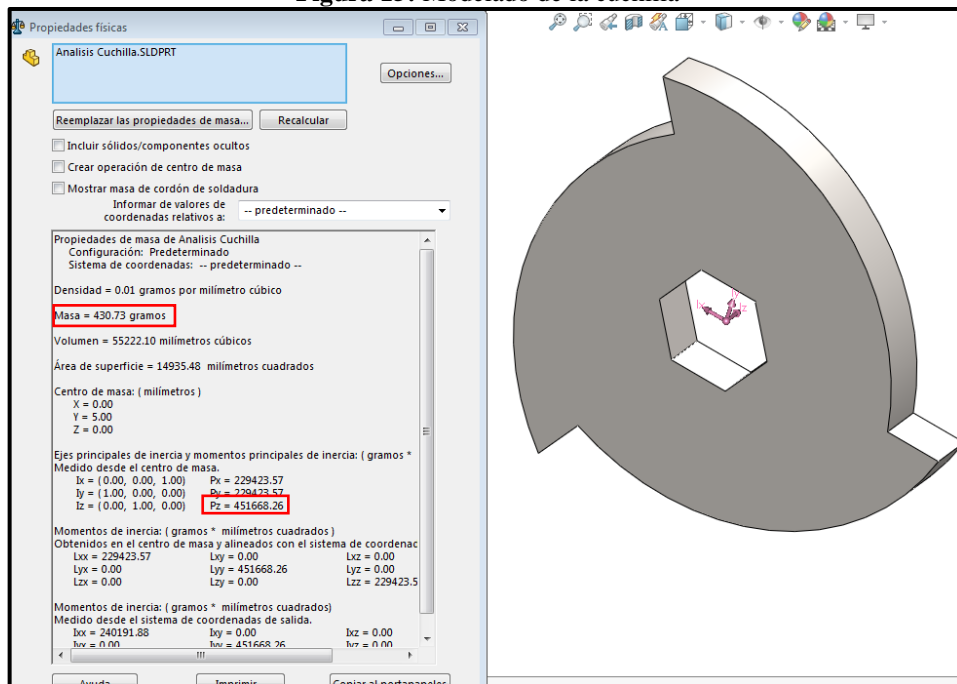 Propiedades físicas
Analisis Cuchilla.SLDPRT
Opciones...
Reemplazar las propiedades de masa... Recalcular
Incluir sólidos/componentes ocultos
Crear operación de centro de masa
Mostrar masa de cordón de soldadura
Informar de valores de
coordenadas relativos a: -- predeterminado --
Propiedades de masa de Analisis Cuchilla
Configuración: Predeterminado
Sistema de coordenadas: -- predeterminado --
Densidad = 0.01 gramos por milímetro cúbico
Masa = 430.73 gramos
Volumen = 55222.10 milímetros cúbicos
Área de superficie = 14935.48 milímetros cuadrados
Centro de masa: ( milímetros )
X = 0.00
Y = 5.00
Z = 0.00
Ejes principales de inercia y momentos principales de inercia: ( gramos *
Medido desde el centro de masa.
Ix = (0.00, 0.00, 1.00) Px = 229423.57
Iy = (1.00, 0.00, 0.00) Py = 229423.57
Iz = (0.00, 1.00, 0.00) Pz = 451668.26
Momentos de inercia: ( gramos * milímetros cuadrados )
Obtenidos en el centro de masa y alineados con el sistema de coordenac
Lxx = 229423.57 Lxy = 0.00 Lxz = 0.00
Lyx = 0.00 Lyy = 451668.26 Lyz = 0.00
Lzx = 0.00 Lzy = 0.00 Lzz = 229423.5
Momentos de inercia: ( gramos * milímetros cuadrados)
Medido desde el sistema de coordenadas de salida.
Ixx = 240191.88 Ixy = 0.00 Ixz = 0.00
Iyx = 0.00 Iyy = 451668.26 Iyz = 0.00
Ayuda Imprimir Copiar al portapapeles
Ix Iy Iz